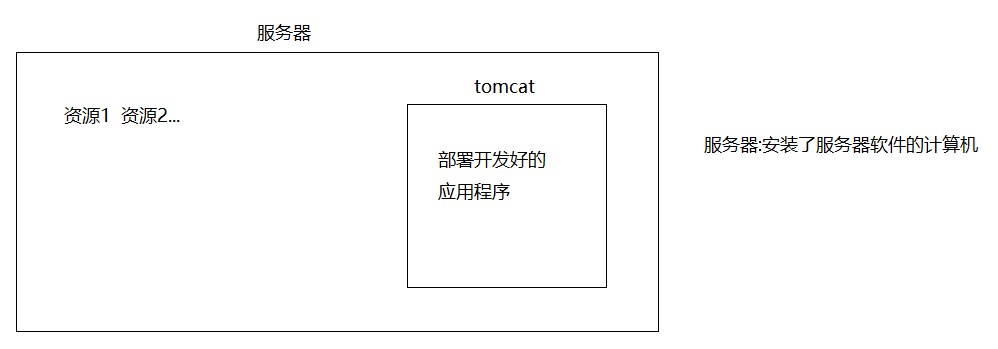 服务器
tomcat
资源1 资源2...
部署开发好的
应用程序
服务器:安装了服务器软件的计算机